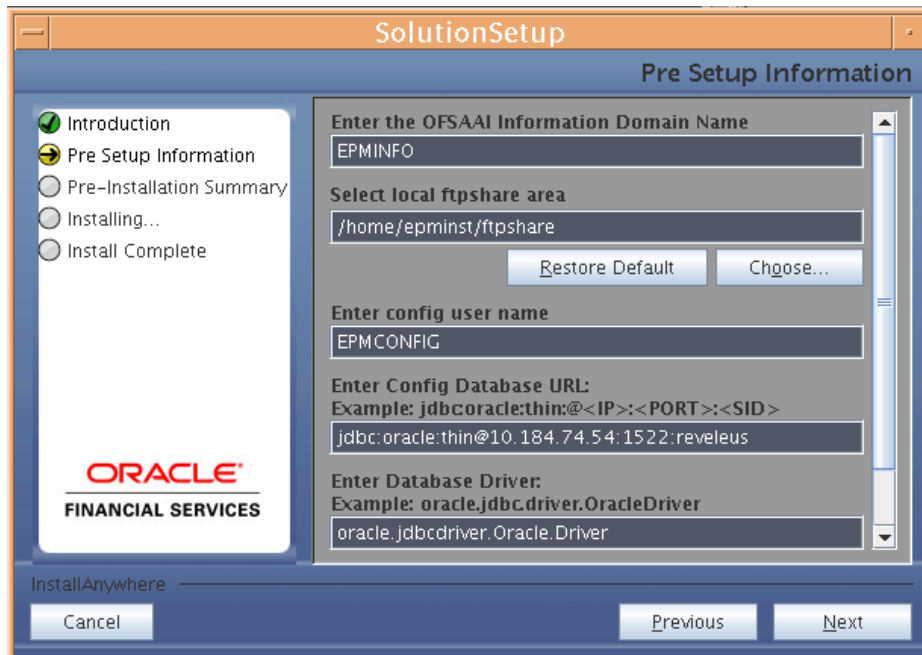 SolutionSetup
Pre Setup Information
Introduction
Pre Setup Information
Pre-Installation Summary
Installing...
Install Complete
ORACLE
FINANCIAL SERVICES
Enter the OFSAAI Information Domain Name
EPMINFO
Select local ftpshare area
/home/epminst/ftpshare
Restore Default
Choose...
Enter config user name
EPMCONFIG
Enter Config Database URL:
Example: jdbc:oracle:thin:@<IP>:<PORT>:<SID>
jdbc:oracle:thin@10.184.74.54:1522:reveleus
Enter Database Driver:
Example: oracle.jdbc.driver.OracleDriver
oracle.jdbcdriver.Oracle.Driver
InstallAnywhere
Cancel
Previous
Next